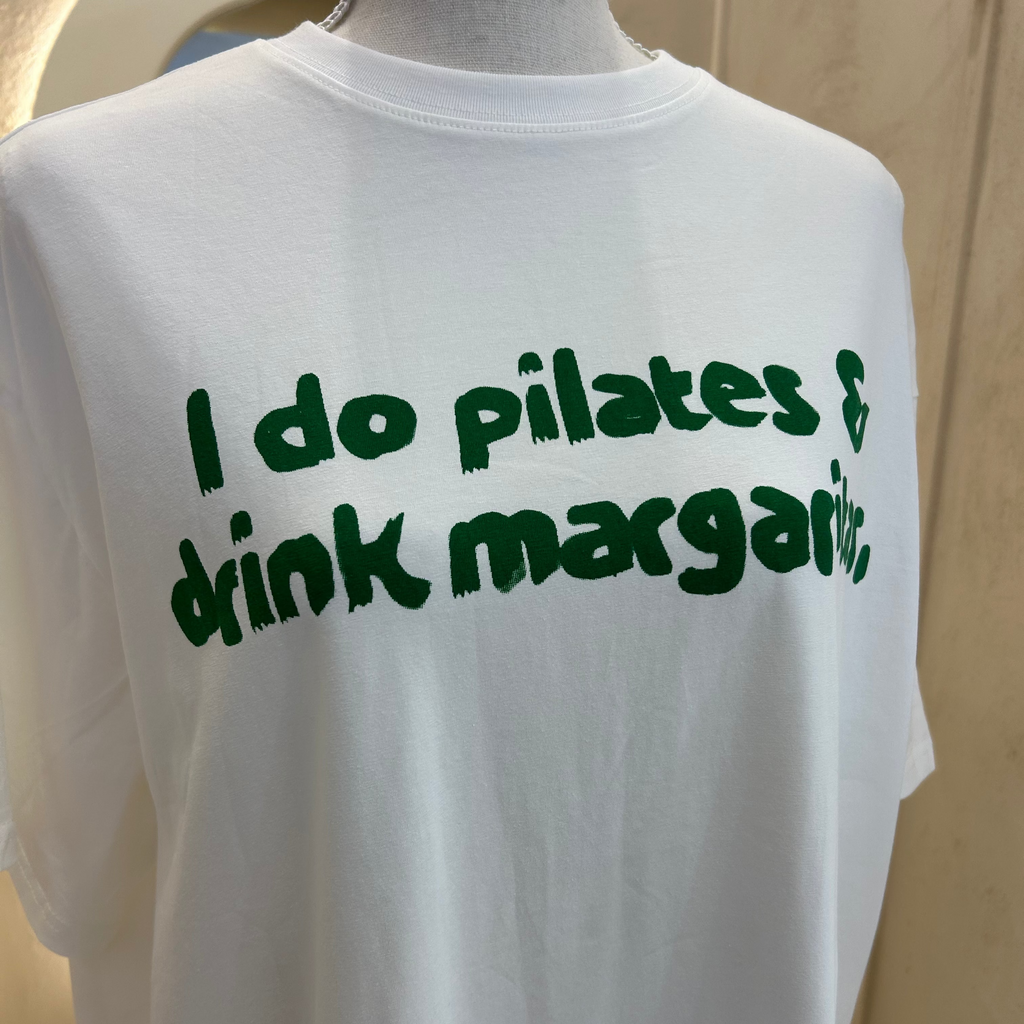 I do pilates &
drink margaritas.